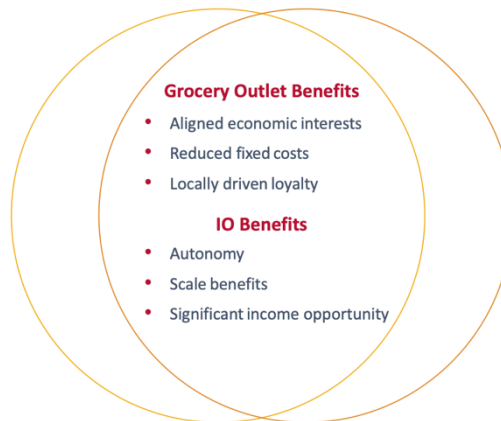 Grocery Outlet Benefits
• Aligned economic interests
• Reduced fixed costs
• Locally driven loyalty
IO Benefits
• Autonomy
• Scale benefits
• Significant income opportunity